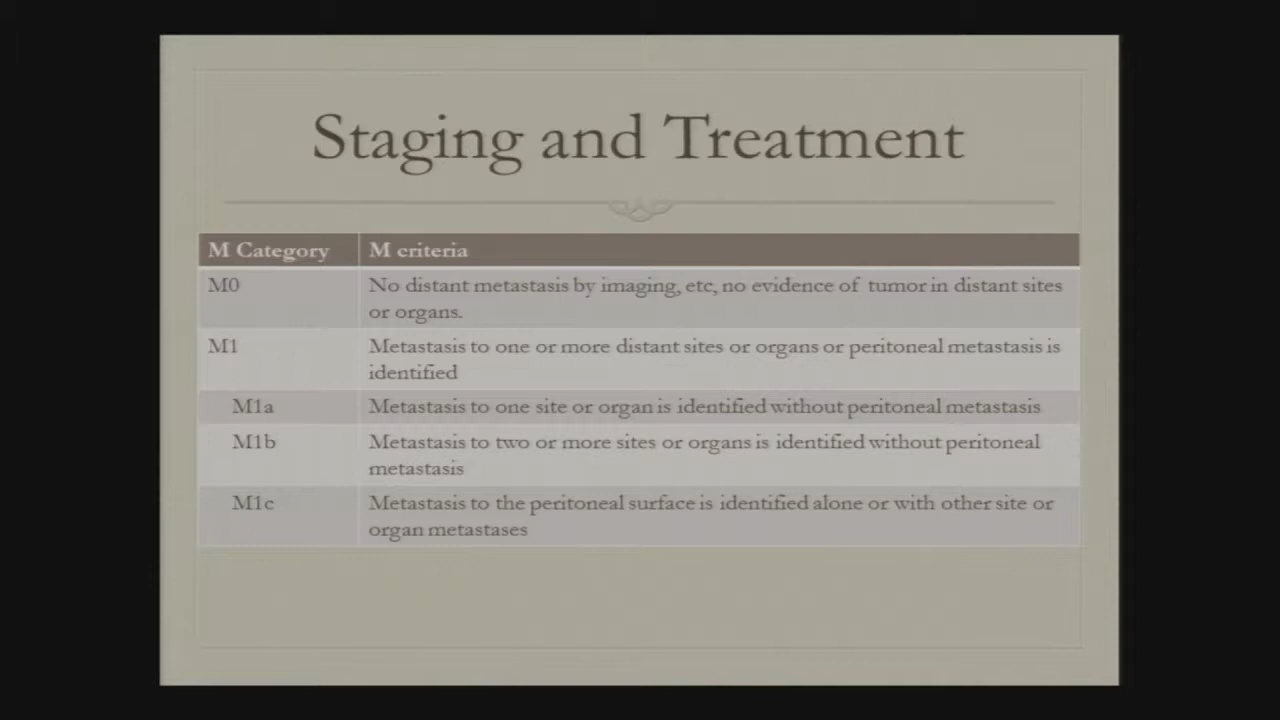 Staging and Treatment
M Category M criteria
M0 No distant metastasis by imaging, etc, no evidence of tumor in distant sites
or organs.
M1 Metastasis to one or more distant sites or organs or peritoneal metastasis is
identified
M1a Metastasis to one site or organ is identified without peritoneal metastasis
M1b Metastasis to two or more sites or organs is identified without peritoneal
metastasis
M1c Metastasis to the peritoneal surface is identified alone or with other site or
organ metastases